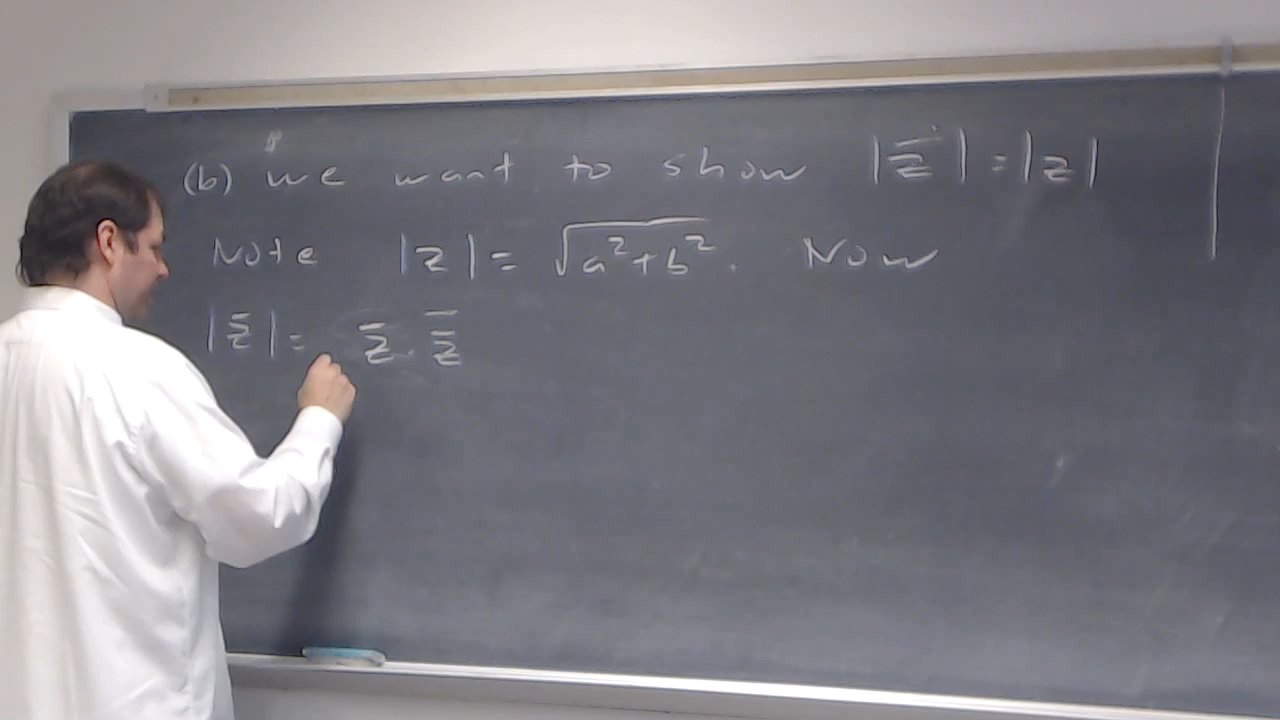 (b) we want to show |z̅| = |z|
Note |z| = √(a²+b²). Now
|z̅| = z̅ · z̿